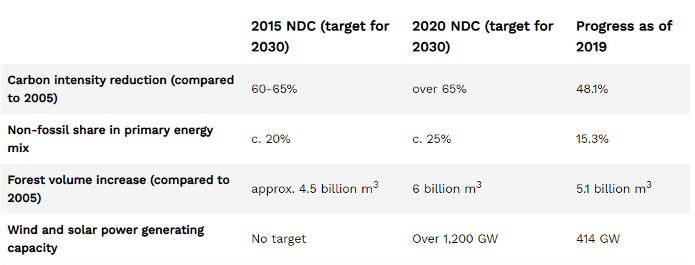 2015 NDC (target for 2030) 2020 NDC (target for 2030) Progress as of 2019
Carbon intensity reduction (compared to 2005) 60-65% over 65% 48.1%
Non-fossil share in primary energy mix c. 20% c. 25% 15.3%
Forest volume increase (compared to 2005) approx. 4.5 billion m³ 6 billion m³ 5.1 billion m³
Wind and solar power generating capacity No target Over 1,200 GW 414 GW